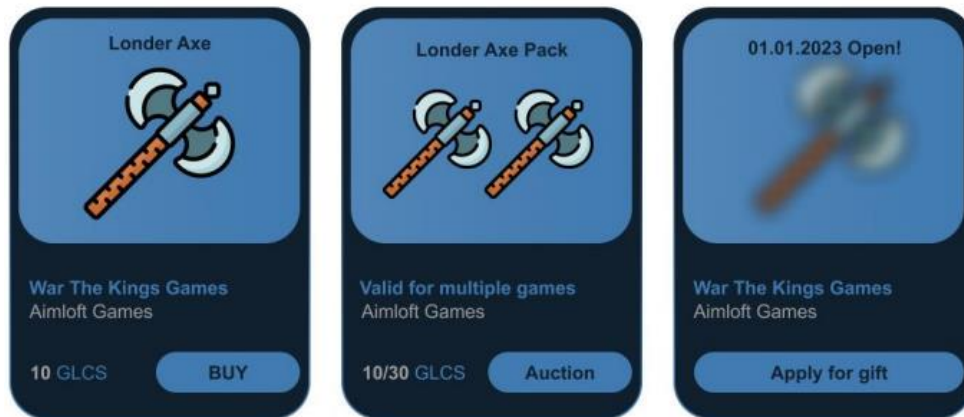 Londer Axe
War The Kings Games
Aimloft Games
10 GLCS
BUY
Londer Axe Pack
Valid for multiple games
Aimloft Games
10/30 GLCS
Auction
01.01.2023 Open!
War The Kings Games
Aimloft Games
Apply for gift